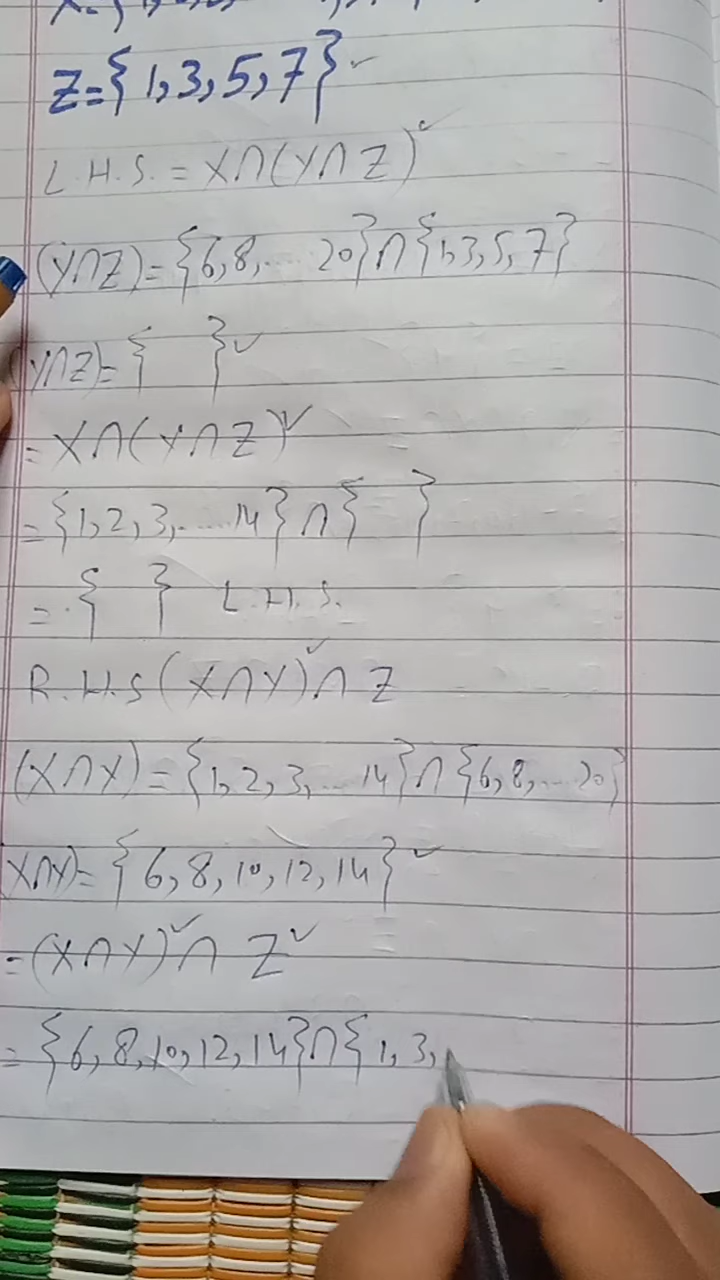 Z={1,3,5,7}
L.H.S.=X∩(Y∩Z)
(Y∩Z)={6,8,....20}∩{1,3,5,7}
(Y∩Z)={ }
=X∩(Y∩Z)
={1,2,3,.....14}∩{ }
={ } L.H.S.
R.H.S(X∩Y)∩Z
(X∩Y)={1,2,3,....14}∩{6,8,...20}
X∩Y)={6,8,10,12,14}
=(X∩Y)∩Z
={6,8,10,12,14}∩{1,3,